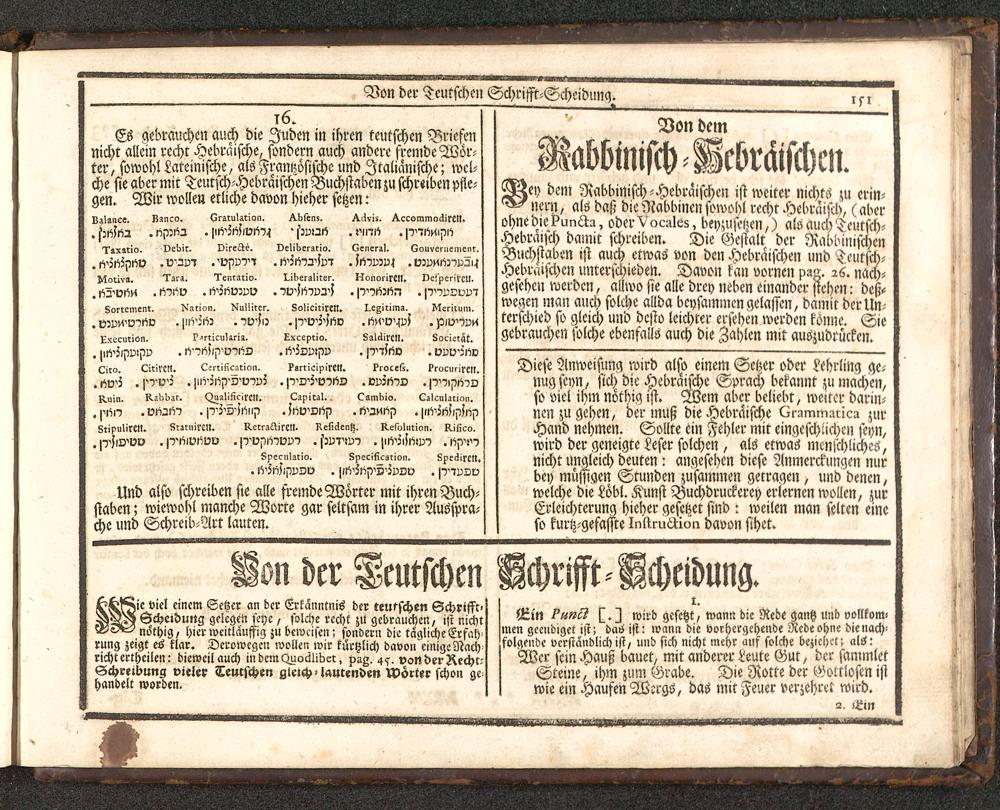 Von der Teutschen Schrifft-Scheidung.
151
16.
Es gebrauchen auch die Juden in ihren teutschen Briefen
nicht allein recht Hebräische, sondern auch andere fremde Wör-
ter, sowohl Lateinische, als Frantzösische und Italiänische; wel-
che sie aber mit Teutsch-Hebräischen Buchstaben zu schreiben pfle-
gen. Wir wollen etliche davon hieher setzen:
Balance. Banco. Gratulation. Absens. Advis. Accommodiren.
Taxatio. Debit. Directè. Deliberatio. General. Gouvernement.
Motiva. Tara. Tentatio. Liberaliter. Honoriren. Desperiren.
Sortement. Nation. Nulliter. Solicitiren. Legitima. Meritum.
Execution. Particularia. Exceptio. Saldiren. Societât.
Cito. Citiren. Certification. Participiren. Process. Procuriren.
Ruin. Rabbat. Qualificiren. Capital. Cambio. Calculation.
Stipuliren. Statuiren. Retractiren. Residentz. Resolution. Rifico.
Speculatio. Specification. Spediren.
Und also schreiben sie alle fremde Wörter mit ihren Buch-
staben; wiewohl manche Worte gar seltsam in ihrer Ausspra-
che und Schreib-Art lauten.
Von dem
Rabbinisch-Hebräischen.
Bey dem Rabbinisch-Hebräischen ist weiter nichts zu erin-
nern, als daß die Rabbinen sowohl recht Hebräisch, (aber
ohne die Puncta, oder Vocales, beyzusetzen,) als auch Teutsch-
Hebräisch damit schreiben. Die Gestalt der Rabbinischen
Buchstaben ist auch etwas von den Hebräischen und Teutsch-
Hebräischen unterschieden. Davon kan vornen pag. 26. nach-
gesehen werden, allwo sie alle drey neben einander stehen: deß-
wegen man auch solche allda beysammen gelassen, damit der Un-
terschied so gleich und desto leichter ersehen werden könne. Sie
gebrauchen solche ebenfalls auch die Zahlen mit auszudrücken.
Diese Anweisung wird also einem Setzer oder Lehrling ge-
nug seyn, sich die Hebräische Sprach bekannt zu machen,
so viel ihm nöthig ist. Wem aber beliebt, weiter darin-
nen zu gehen, der muß die Hebräische Grammatica zur
Hand nehmen. Sollte ein Fehler mit eingeschlichen seyn,
wird der geneigte Leser solchen, als etwas menschliches,
nicht ungleich deuten: angesehen diese Anmerckungen nur
bey müssigen Stunden zusammen getragen, und denen,
welche die Löbl. Kunst Buchdruckerey erlernen wollen, zur
Erleichterung hieher gesetzt sind: weilen man selten eine
so kurtz-gefaßte Instruction davon sihet.
Von der Teutschen Schrifft-Scheidung.
Wie viel einem Setzer an der Erkänntnis der teutschen Schrifft-
Scheidung gelegen seye, solche recht zu gebrauchen, ist nicht
nöthig, hier weitläuffig zu beweisen; sondern die tägliche Erfah-
rung zeigt es klar. Derowegen wollen wir kürtzlich davon einige Nach-
richt ertheilen: dieweil auch in dem Quodlibet, pag. 45. von der Recht-
Schreibung vieler Teutschen gleich-lautenden Wörter schon ge-
handelt worden.
1.
Ein Punct [.] wird gesetzt, wann die Rede gantz und vollkom-
men geendiget ist; das ist: wann die vorhergehende Rede ohne die nach-
folgende verständlich ist, und sich nicht mehr auf solche beziehet; als:
Wer sein Hauß bauet, mit anderer Leute Gut, der sammlet
Steine, ihm zum Grabe. Die Rotte der Gottlosen ist
wie ein Haufen Wergs, das mit Feuer verzehret wird.
2. Ein